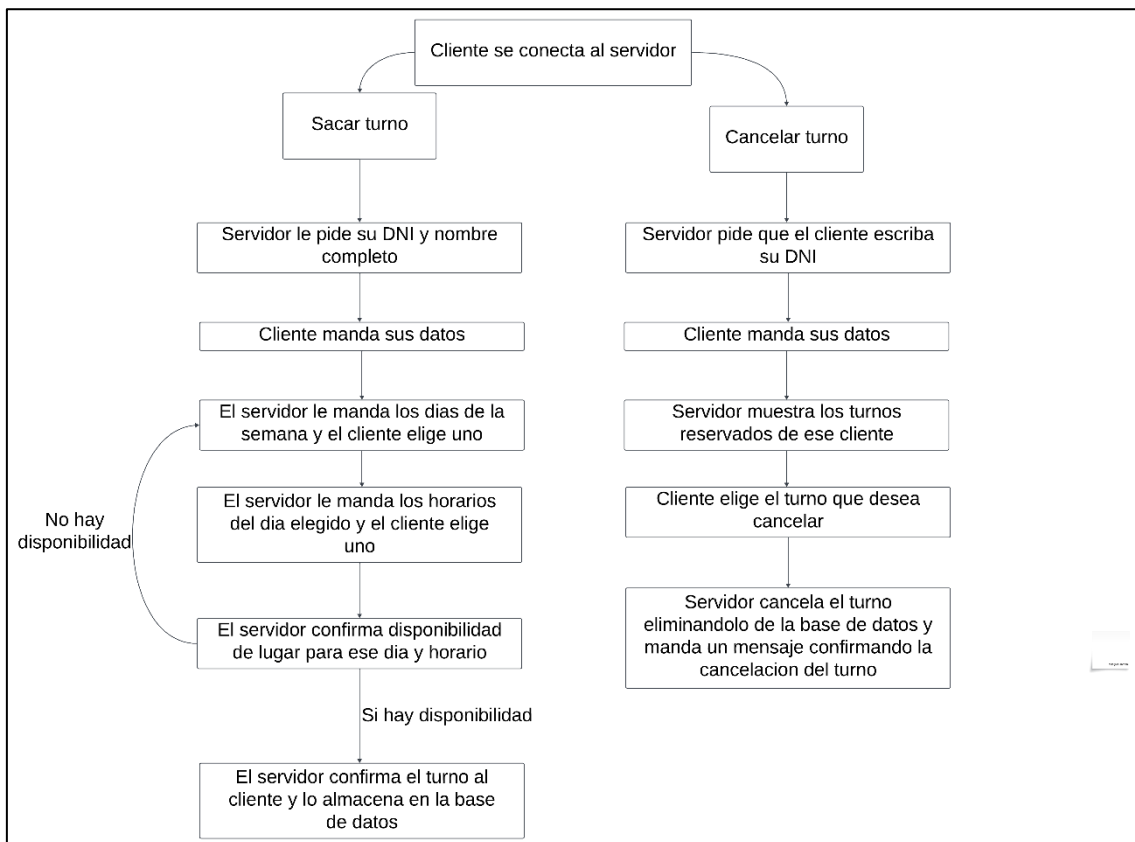 Cliente se conecta al servidor
Sacar turno
Cancelar turno
Servidor le pide su DNI y nombre
completo
Servidor pide que el cliente escriba
su DNI
Cliente manda sus datos
Cliente manda sus datos
El servidor le manda los dias de la
semana y el cliente elige uno
Servidor muestra los turnos
reservados de ese cliente
El servidor le manda los horarios
del dia elegido y el cliente elige
uno
Cliente elige el turno que desea
cancelar
No hay
disponibilidad
El servidor confirma disponibilidad
de lugar para ese dia y horario
Servidor cancela el turno
eliminandolo de la base de datos y
manda un mensaje confirmando la
cancelacion del turno
Si hay disponibilidad
El servidor confirma el turno al
cliente y lo almacena en la base
de datos